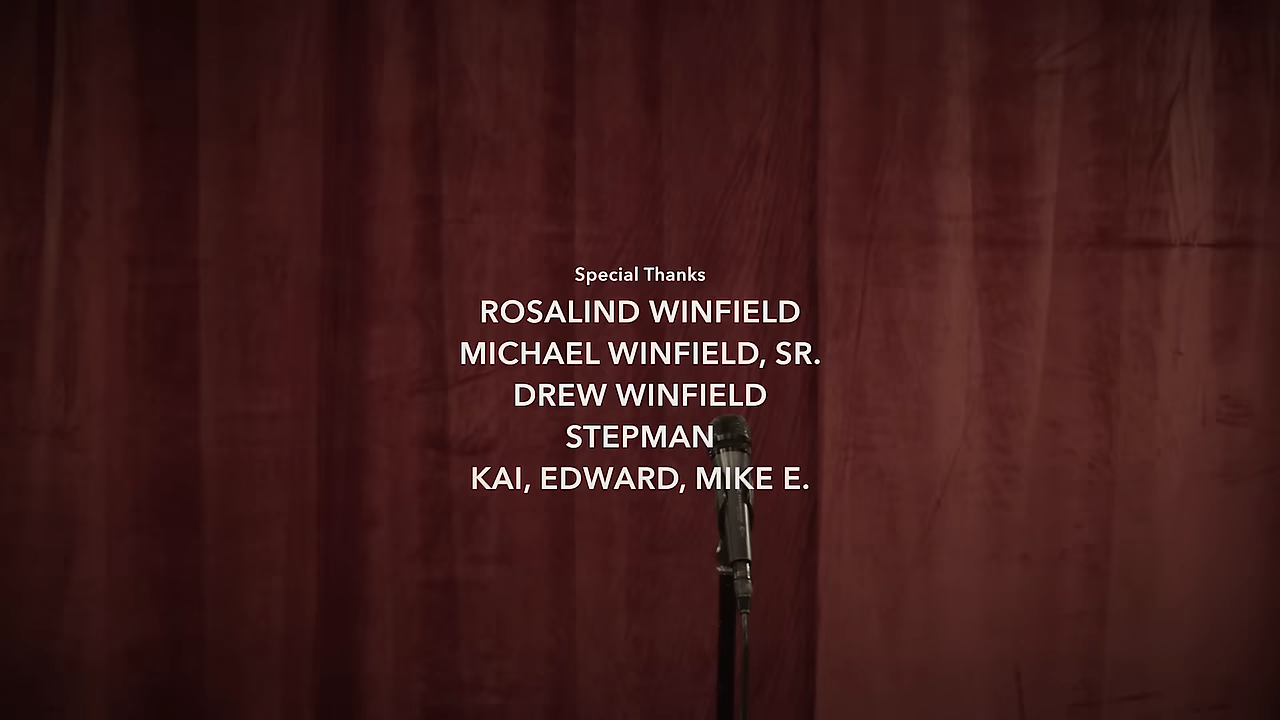 Special Thanks
ROSALIND WINFIELD
MICHAEL WINFIELD, SR.
DREW WINFIELD
STEPMAN
KAI, EDWARD, MIKE E.